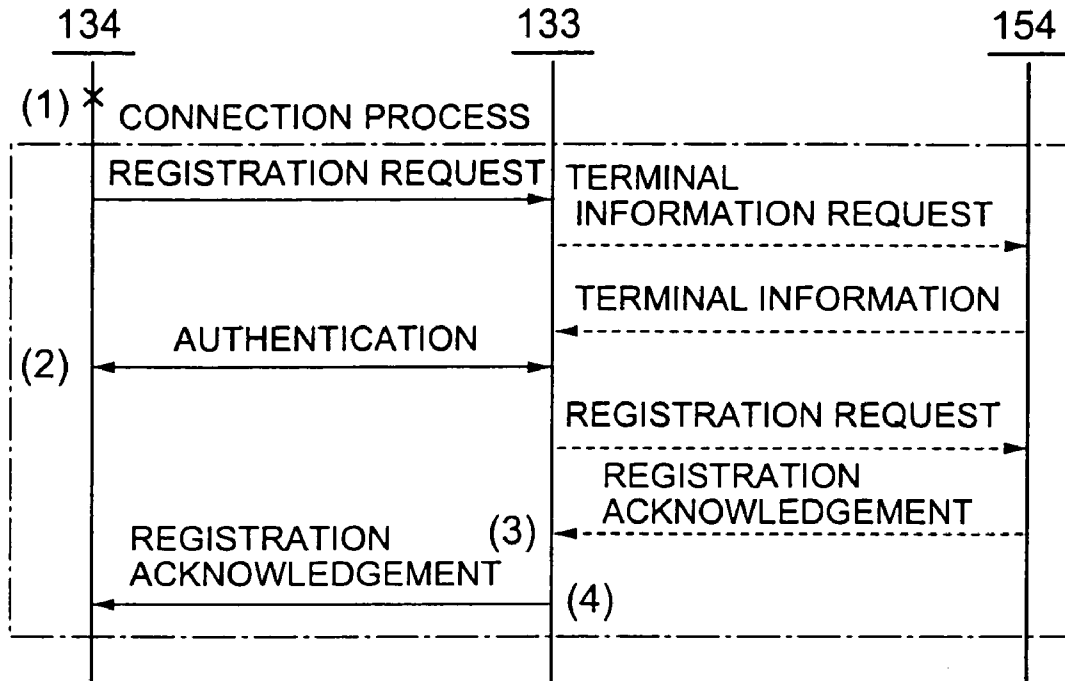 134 133 154
(1)
CONNECTION PROCESS
REGISTRATION REQUEST
TERMINAL
INFORMATION REQUEST
TERMINAL INFORMATION
AUTHENTICATION
(2)
REGISTRATION REQUEST
REGISTRATION
ACKNOWLEDGEMENT
(3)
REGISTRATION
ACKNOWLEDGEMENT
(4)